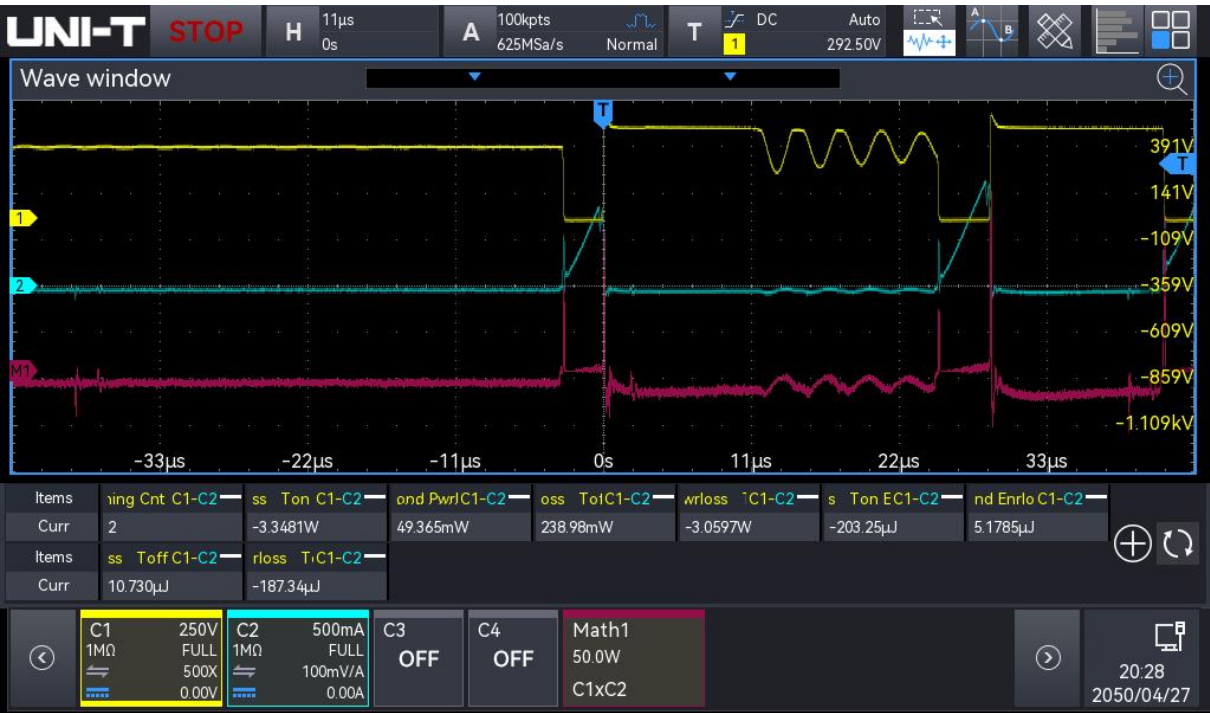 UNI-T STOP H 11µs 0s A 100kpts 625MSa/s Normal T DC 1 Auto 292.50V A B
Wave window
T
391V
T
141V
1
-109V
2
-359V
-609V
M1
-859V
-1.109kV
-33µs -22µs -11µs 0s 11µs 22µs 33µs
Items ning Cnt C1-C2 ss Ton C1-C2 ond PwrlC1-C2 oss C1-C2 wrloss C1-C2 s Ton EC1-C2 nd Enrlo C1-C2
Curr 2 -3.3481W 49.365mW 238.98mW -3.0597W -203.25µJ 5.1785µJ
Items ss Toff C1-C2 rloss C1-C2
Curr 10.730µJ -187.34µJ
C1 250V C2 500mA C3 C4 Math1
1MΩ FULL 1MΩ FULL OFF OFF 50.0W
500X 100mV/A
0.00V 0.00A C1xC2
20:28
2050/04/27